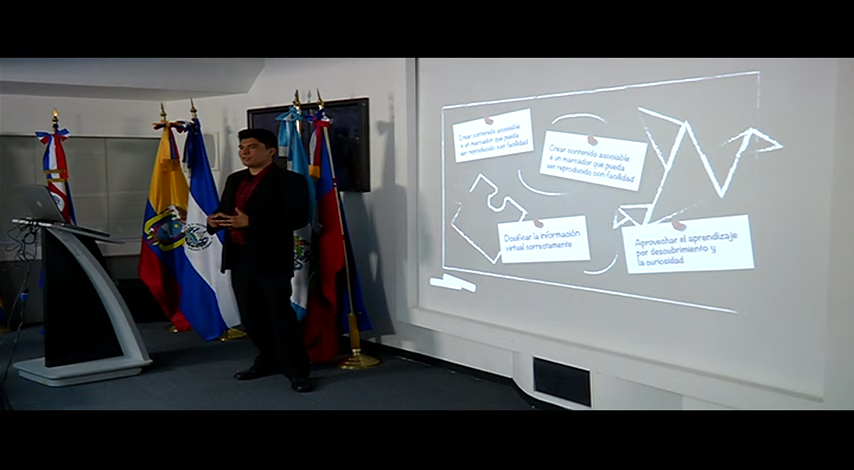 Crear contenido asociable
a un marcador que pueda
ser reproducido con facilidad
Crear contenido asociable
a un marcador que pueda
ser reproducido con facilidad
Dosificar la información
virtual correctamente
Aprovechar el aprendizaje
por descubrimiento y
la curiosidad